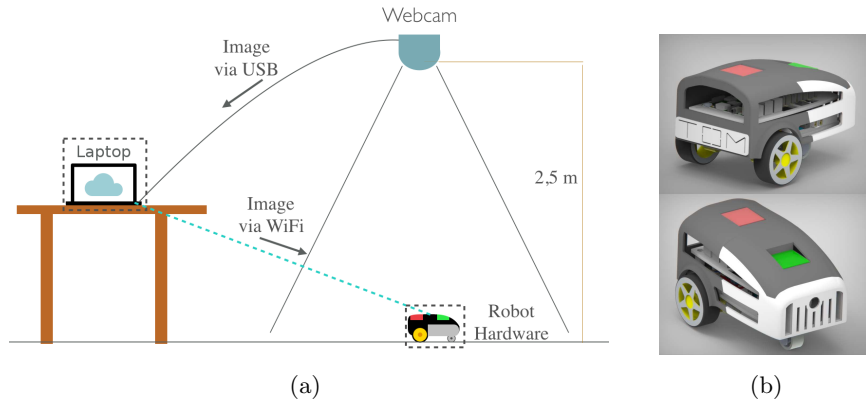 Webcam
Image
via USB
Laptop
2,5 m
Image
via WiFi
Robot
Hardware
TOM
(a)
(b)